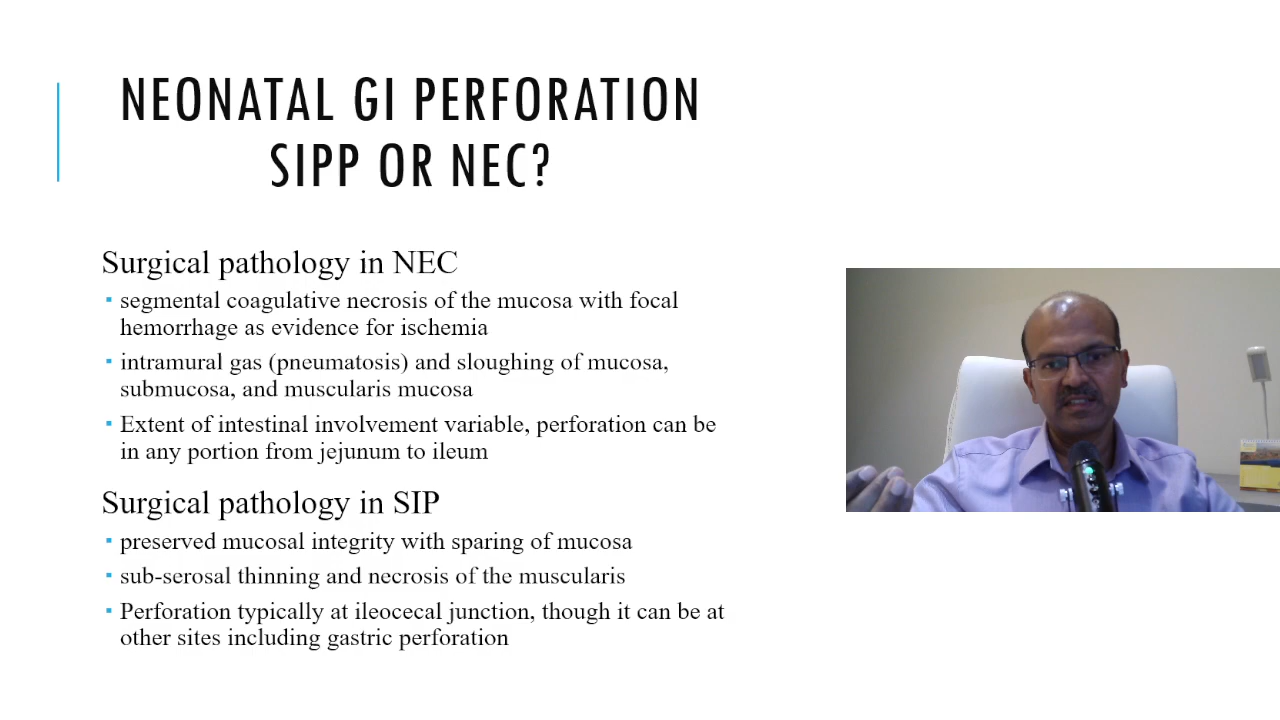 NEONATAL GI PERFORATION
SIPP OR NEC?
Surgical pathology in NEC
▪ segmental coagulative necrosis of the mucosa with focal
hemorrhage as evidence for ischemia
▪ intramural gas (pneumatosis) and sloughing of mucosa,
submucosa, and muscularis mucosa
▪ Extent of intestinal involvement variable, perforation can be
in any portion from jejunum to ileum
Surgical pathology in SIP
▪ preserved mucosal integrity with sparing of mucosa
▪ sub-serosal thinning and necrosis of the muscularis
▪ Perforation typically at ileocecal junction, though it can be at
other sites including gastric perforation